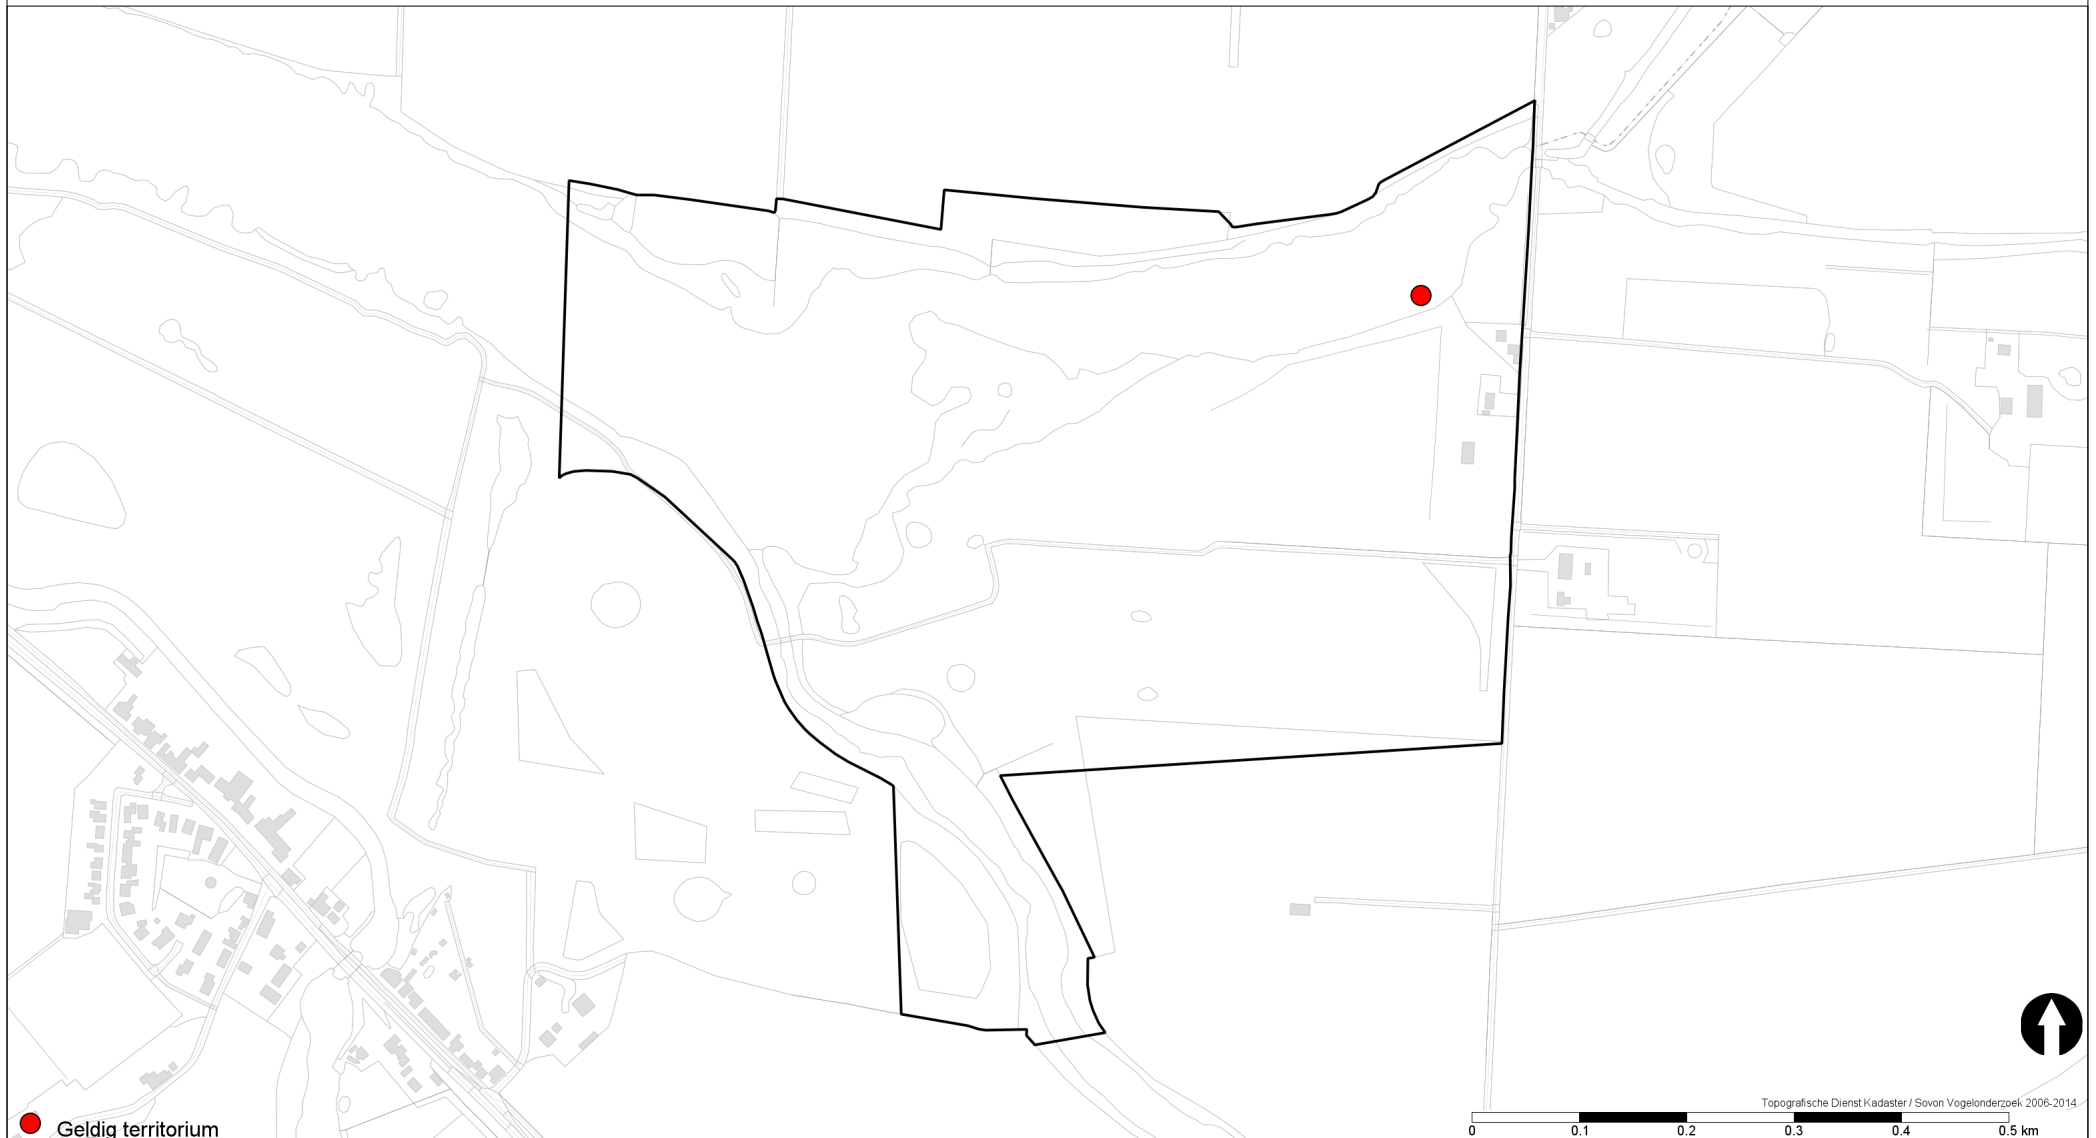 Topografische Dienst Kadaster / Sovon Vogelonderzoek 2006-2014
Geldig territorium
0 0.1 0.2 0.3 0.4 0.5 km